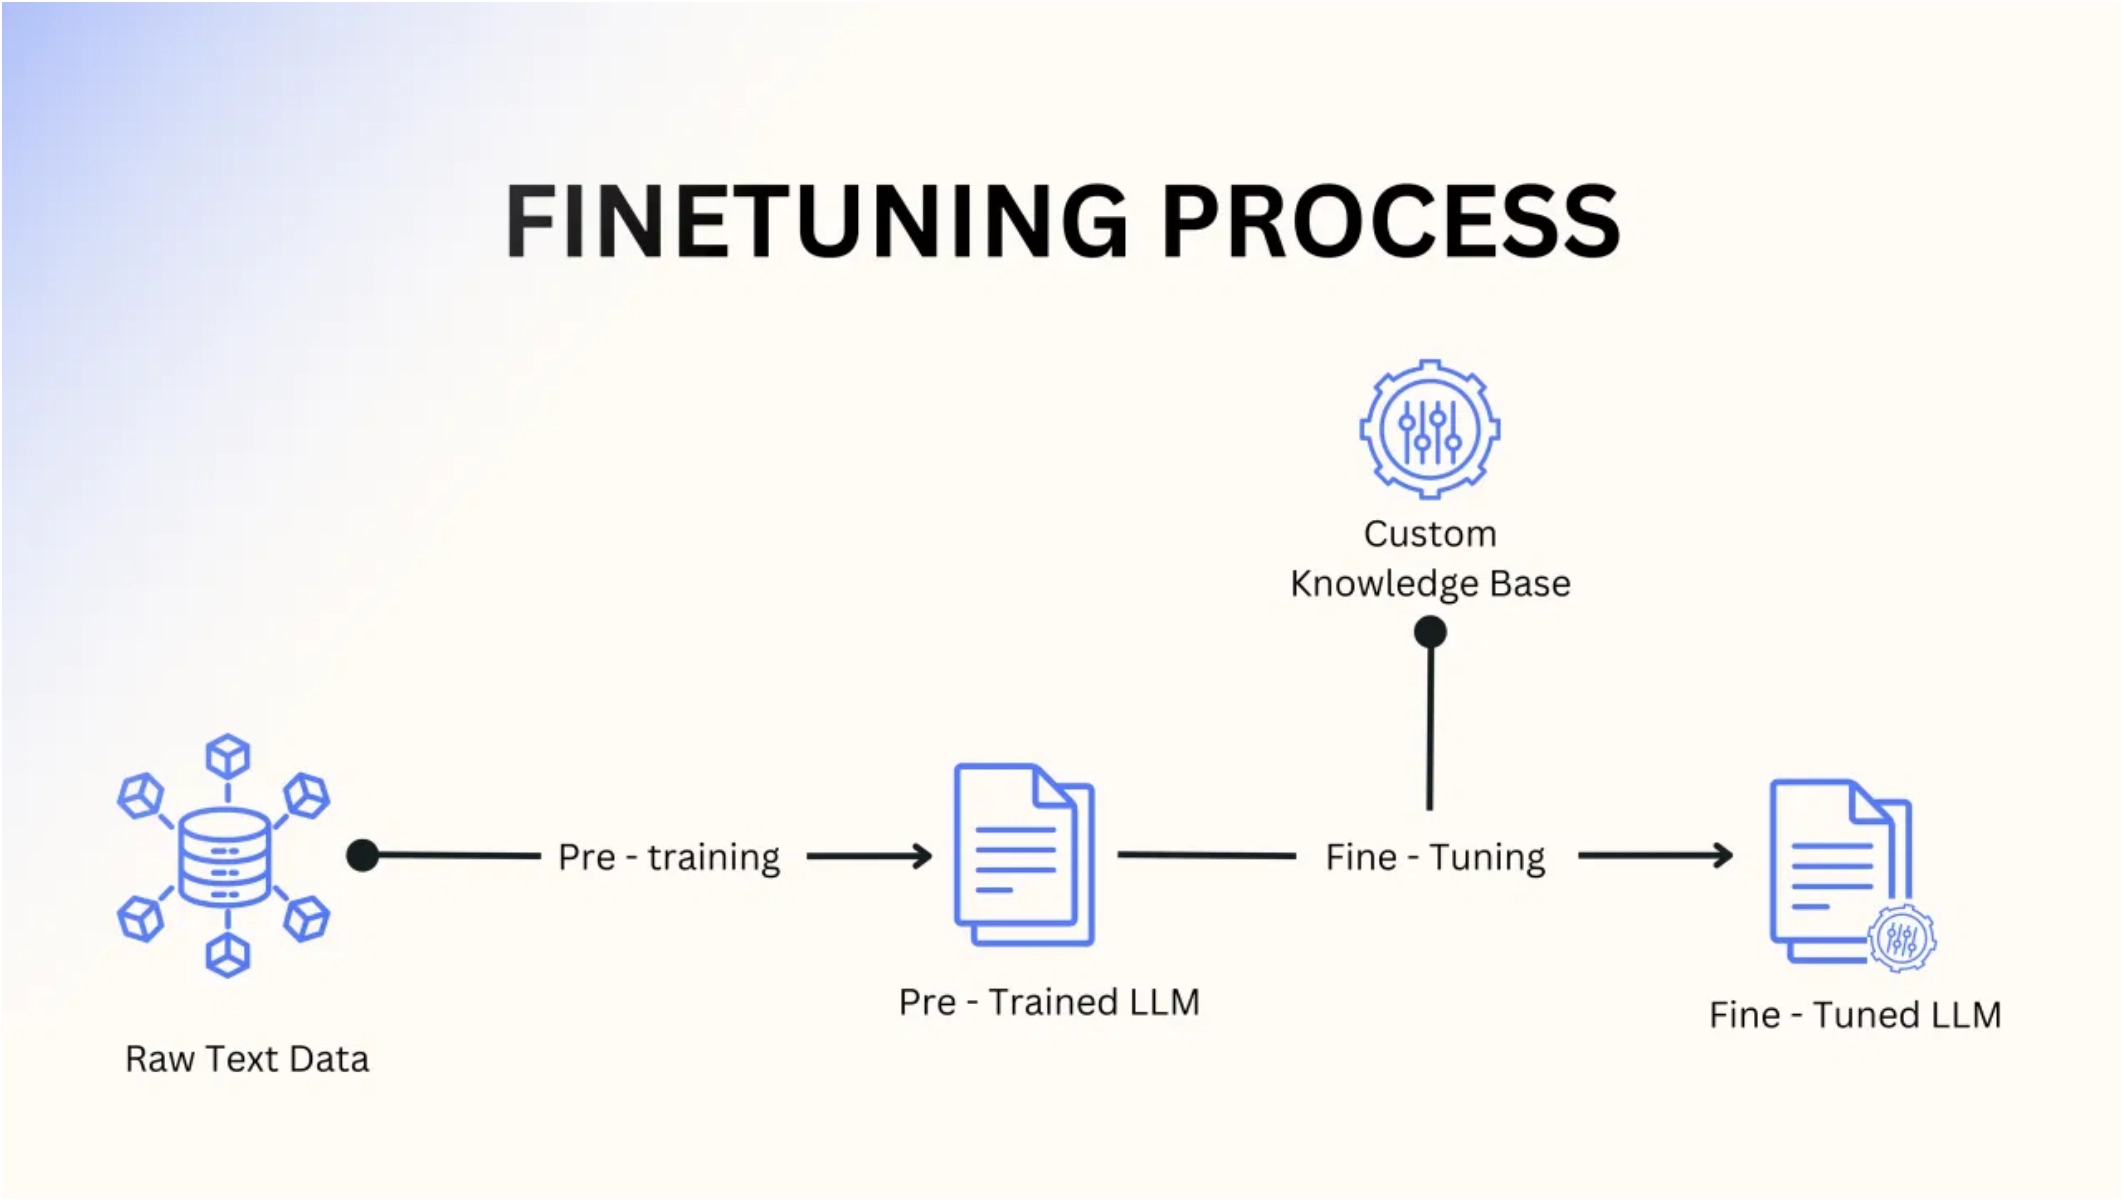 FINETUNING PROCESS
Custom
Knowledge Base
Pre - training
Fine - Tuning
Pre - Trained LLM
Fine - Tuned LLM
Raw Text Data